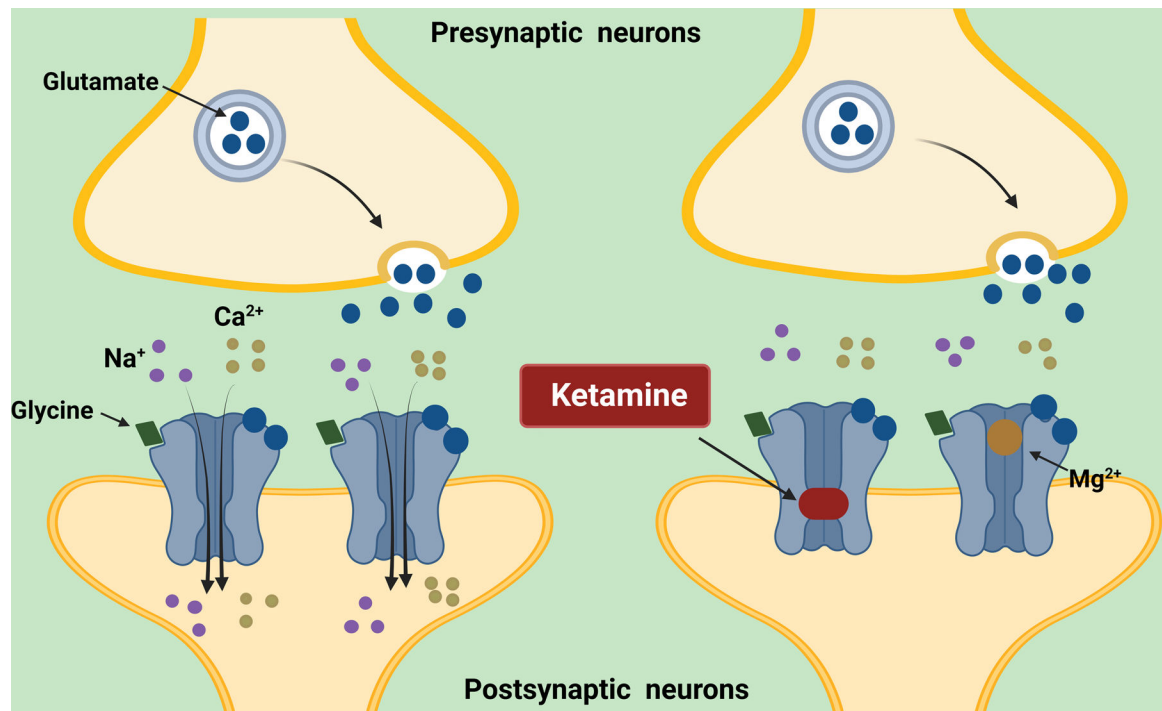 Presynaptic neurons
Glutamate
Ca²⁺
Na⁺
Glycine
Ketamine
Mg²⁺
Postsynaptic neurons